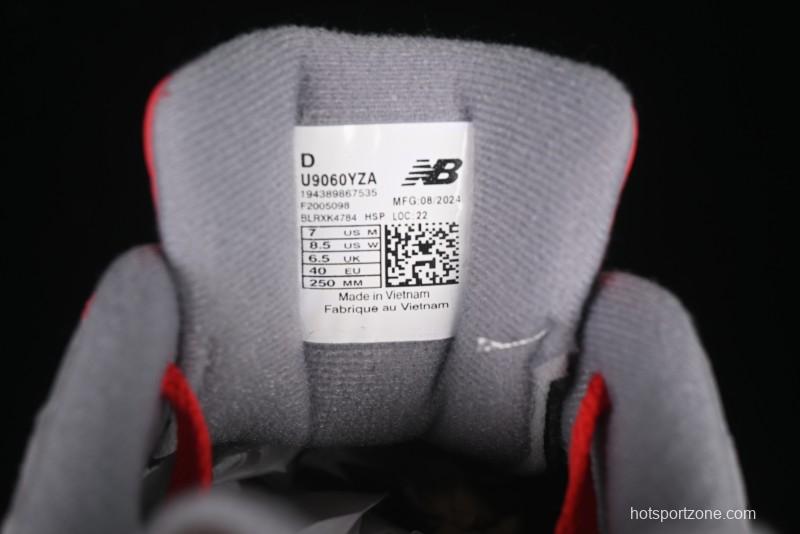 D
U9060YZA
194389867535
F2005098
MFG:08/2024
BLRXK4784 HSP LOC:22
7 US M
8.5 US W
6.5 UK
40 EU
250 MM
NB
Made in Vietnam
Fabrique au Vietnam
hotsportzone.com